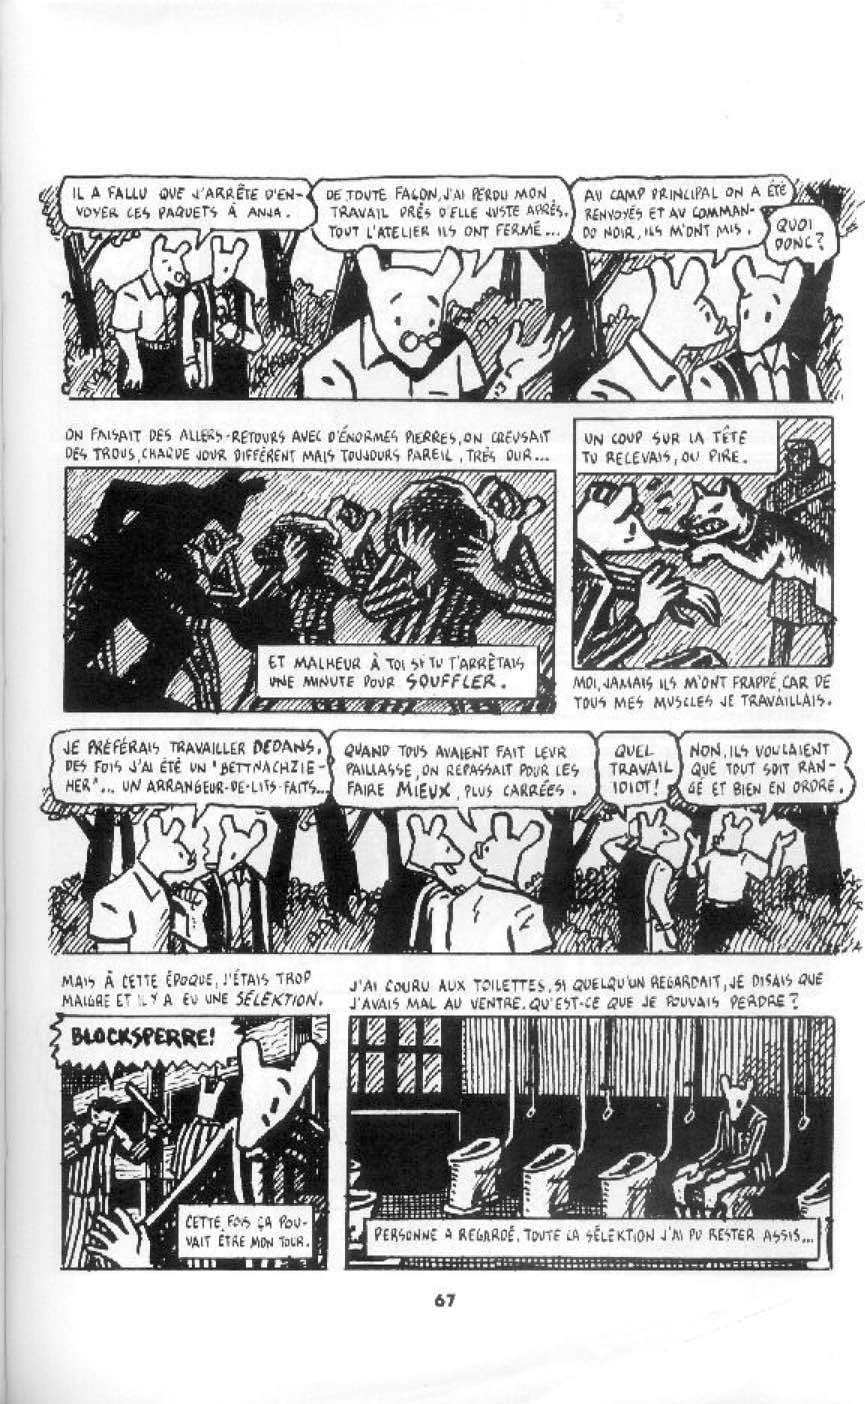 IL A FALLU QUE J'ARRÊTE D'EN-
VOYER CES PAQUETS À ANJA.
DE TOUTE FAÇON, J'AI PERDU MON
TRAVAIL PRÈS D'ELLE JUSTE APRÈS.
TOUT L'ATELIER ILS ONT FERMÉ...
AU CAMP PRINCIPAL ON A ÉTÉ
RENVOYÉS ET AU COMMAN-
DO NOIR, ILS M'ONT MIS.
QUOI
DONC?
ON FAISAIT DES ALLERS-RETOURS AVEC D'ÉNORMES PIERRES, ON CREUSAIT
DES TROUS, CHAQUE JOUR DIFFÉRENT MAIS TOUJOURS PAREIL, TRÈS DUR...
ET MALHEUR À TOI SI TU T'ARRÊTAIS
UNE MINUTE POUR SOUFFLER.
UN COUP SUR LA TÊTE
TU RECEVAIS, OU PIRE.
MOI, JAMAIS ILS M'ONT FRAPPÉ, CAR DE
TOUS MES MUSCLES JE TRAVAILLAIS.
JE PRÉFÉRAIS TRAVAILLER DEDANS.
DES FOIS J'AI ÉTÉ UN "BETTNACHZIE-
HER"... UN ARRANGEUR-DE-LITS-FAITS...
QUAND TOUS AVAIENT FAIT LEUR
PAILLASSE, ON REPASSAIT POUR LES
FAIRE MIEUX, PLUS CARRÉES.
QUEL
TRAVAIL
IDIOT!
NON, ILS VOULAIENT
QUE TOUT SOIT RAN-
GÉ ET BIEN EN ORDRE.
MAIS À CETTE ÉPOQUE, J'ÉTAIS TROP
MAIGRE ET IL Y A EU UNE SÉLEKTION.
BLOCKSPERRE!
CETTE FOIS ÇA POU-
VAIT ÊTRE MON TOUR.
J'AI COURU AUX TOILETTES, SI QUELQU'UN REGARDAIT, JE DISAIS QUE
J'AVAIS MAL AU VENTRE. QU'EST-CE QUE JE POUVAIS PERDRE?
PERSONNE A REGARDÉ. TOUTE LA SÉLEKTION J'AI PU RESTER ASSIS...
67